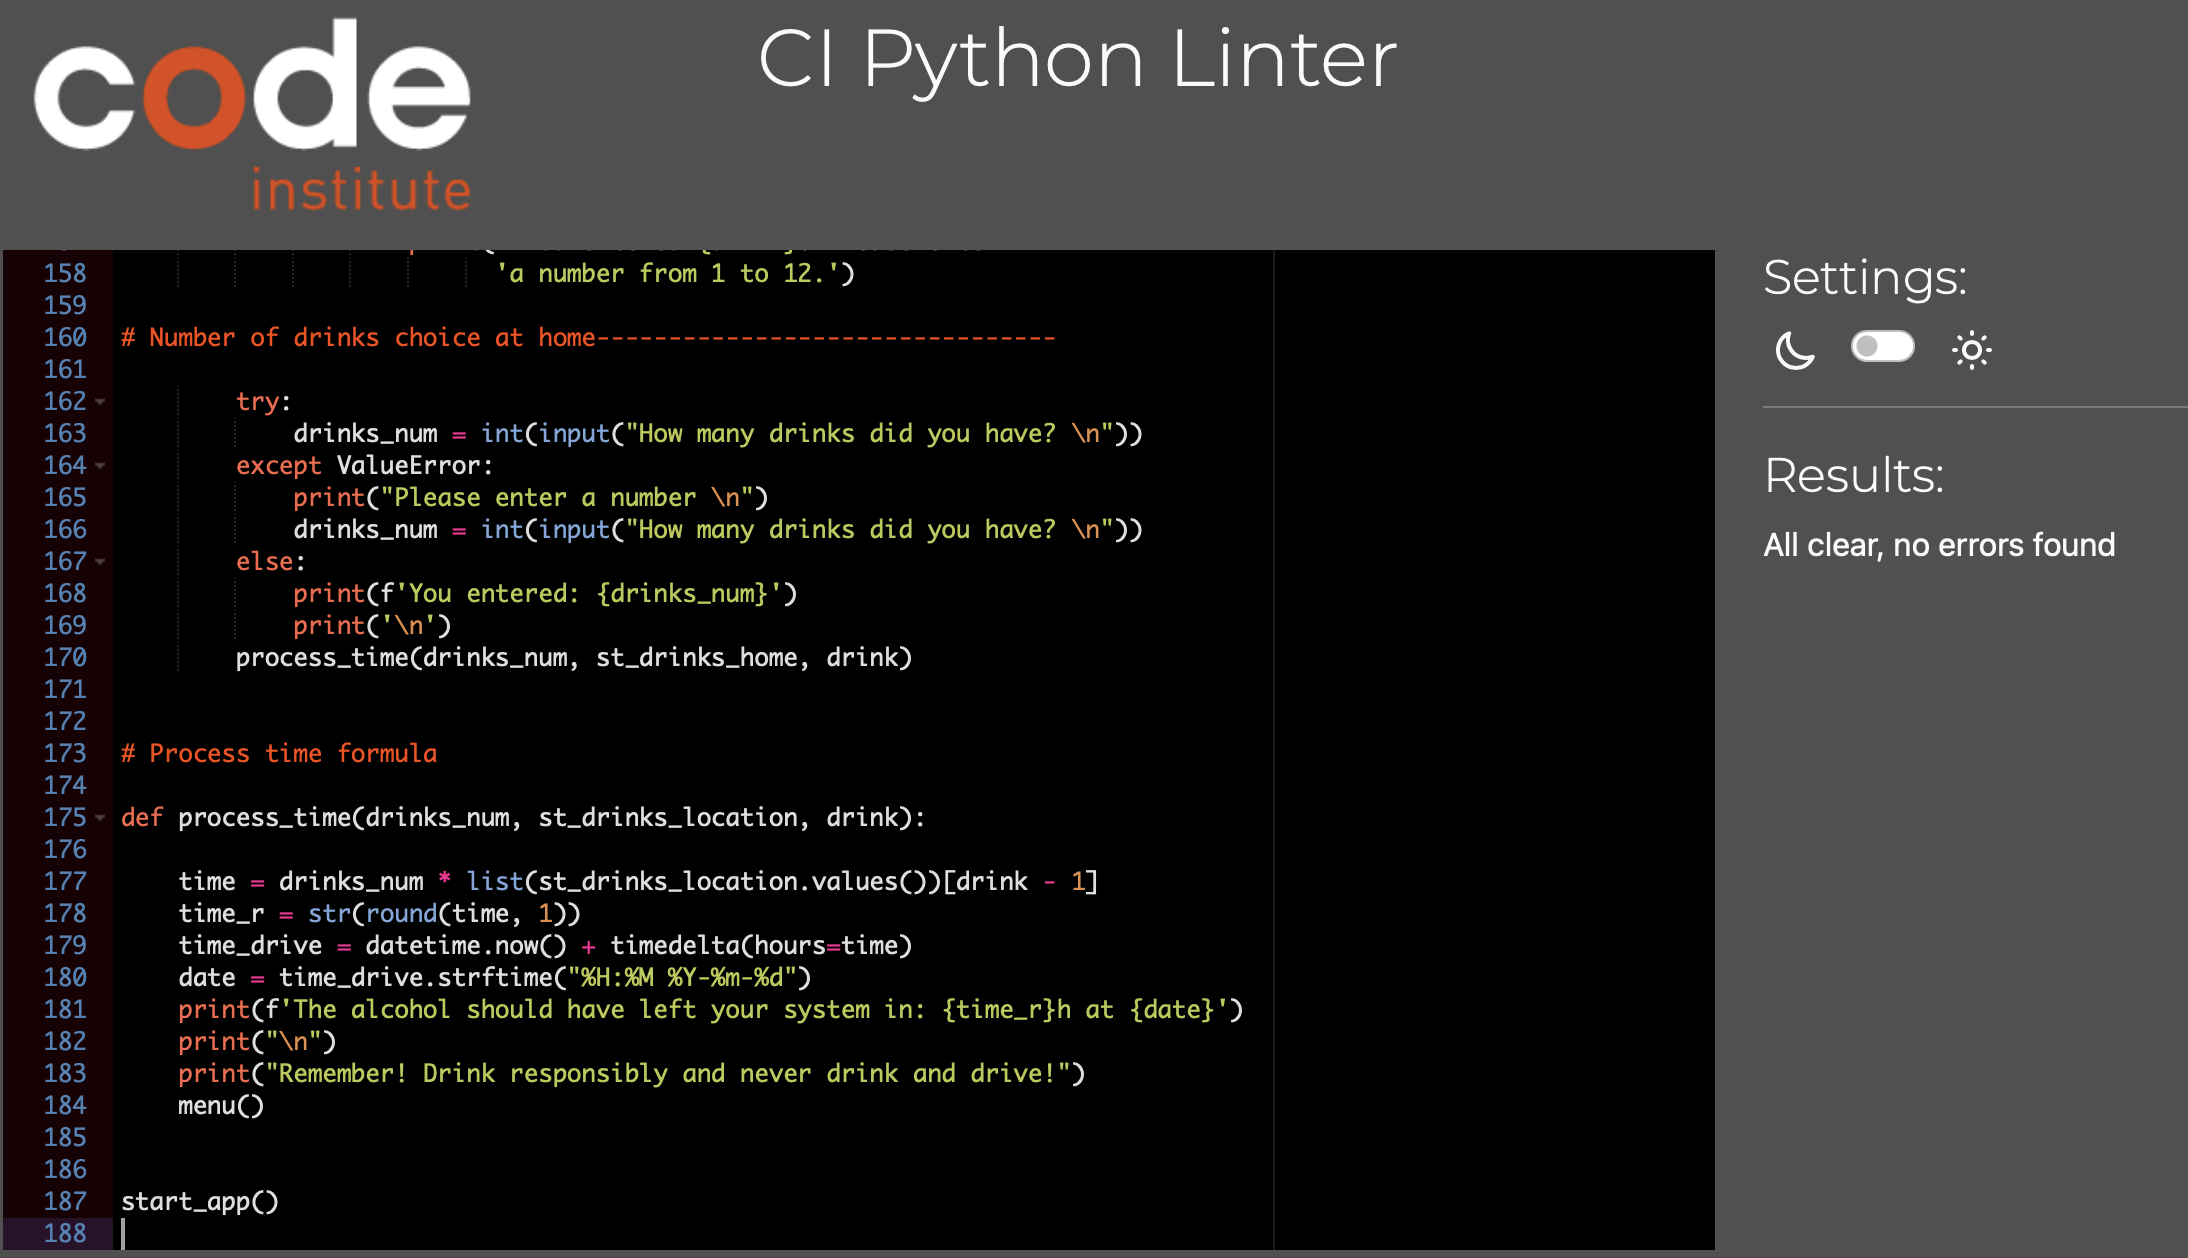 code
institute
CI Python Linter
158 'a number from 1 to 12.')
159
160 # Number of drinks choice at home--------------------------------
161
162 try:
163 drinks_num = int(input("How many drinks did you have? \n"))
164 except ValueError:
165 print("Please enter a number \n")
166 drinks_num = int(input("How many drinks did you have? \n"))
167 else:
168 print(f'You entered: {drinks_num}')
169 print('\n')
170 process_time(drinks_num, st_drinks_home, drink)
171
172
173 # Process time formula
174
175 def process_time(drinks_num, st_drinks_location, drink):
176
177 time = drinks_num * list(st_drinks_location.values())[drink - 1]
178 time_r = str(round(time, 1))
179 time_drive = datetime.now() + timedelta(hours=time)
180 date = time_drive.strftime("%H:%M %Y-%m-%d")
181 print(f'The alcohol should have left your system in: {time_r}h at {date}')
182 print("\n")
183 print("Remember! Drink responsibly and never drink and drive!")
184 menu()
185
186
187 start_app()
188
Settings:
Results:
All clear, no errors found